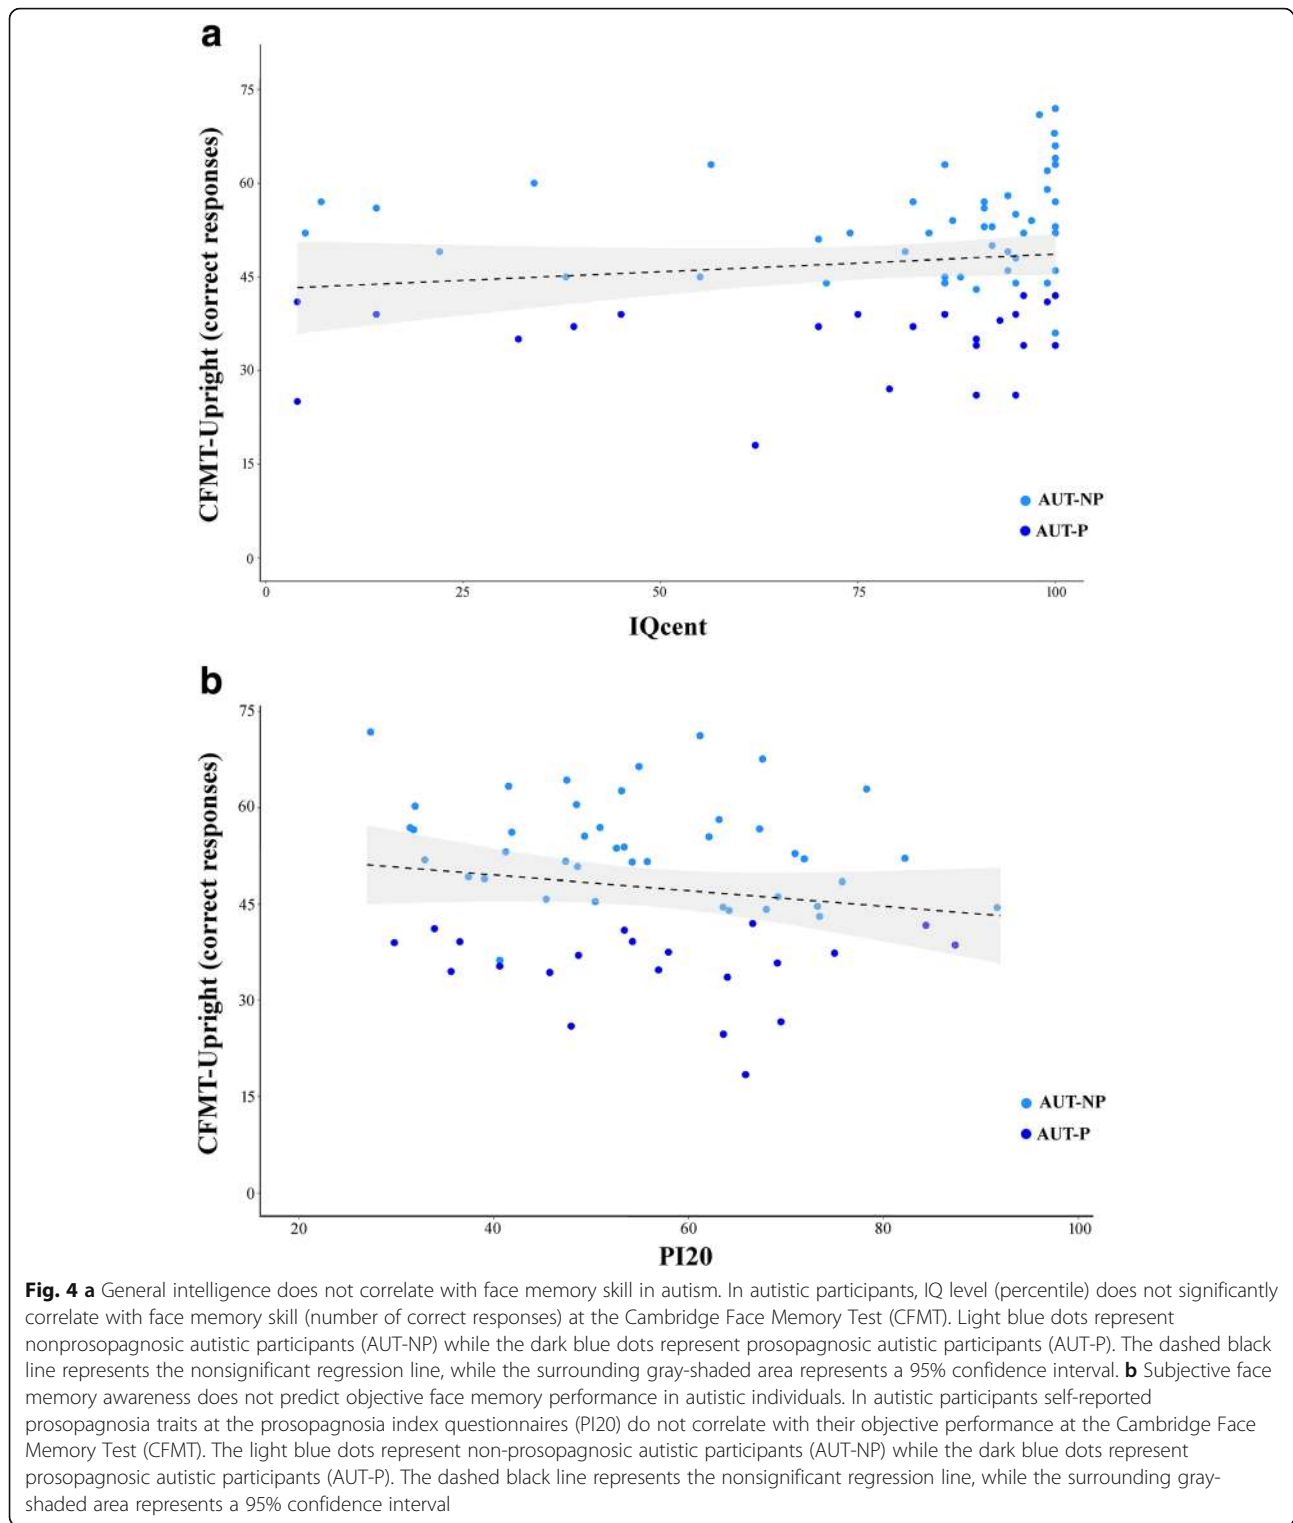 a
75
60
45
30
15
0
CFMT-Upright (correct responses)
AUT-NP
AUT-P
0 25 50 75 100
IQcent
b
75
60
45
30
15
0
CFMT-Upright (correct responses)
AUT-NP
AUT-P
20 40 60 80 100
PI20
Fig. 4 a General intelligence does not correlate with face memory skill in autism. In autistic participants, IQ level (percentile) does not significantly
correlate with face memory skill (number of correct responses) at the Cambridge Face Memory Test (CFMT). Light blue dots represent
nonprosopagnosic autistic participants (AUT-NP) while the dark blue dots represent prosopagnosic autistic participants (AUT-P). The dashed black
line represents the nonsignificant regression line, while the surrounding gray-shaded area represents a 95% confidence interval. b Subjective face
memory awareness does not predict objective face memory performance in autistic individuals. In autistic participants self-reported
prosopagnosia traits at the prosopagnosia index questionnaires (PI20) do not correlate with their objective performance at the Cambridge Face
Memory Test (CFMT). The light blue dots represent non-prosopagnosic autistic participants (AUT-NP) while the dark blue dots represent
prosopagnosic autistic participants (AUT-P). The dashed black line represents the nonsignificant regression line, while the surrounding gray-
shaded area represents a 95% confidence interval